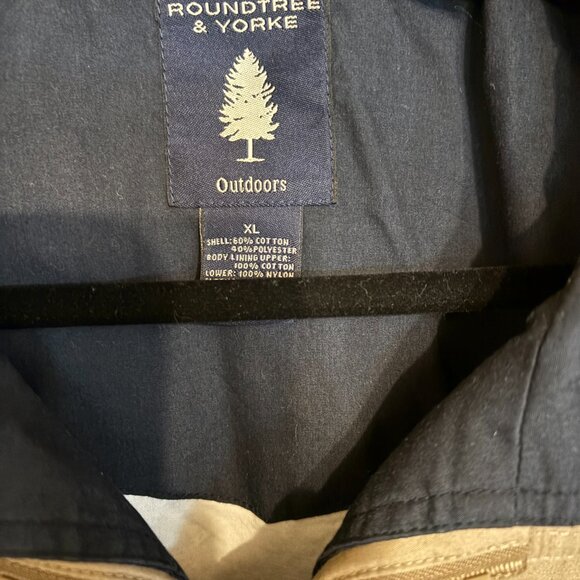 ROUNDTREE
& YORKE
Outdoors
XL
SHELL: 60% COTTON
40% POLYESTER
BODY LINING UPPER:
100% COTTON
LOWER: 100% NYLON